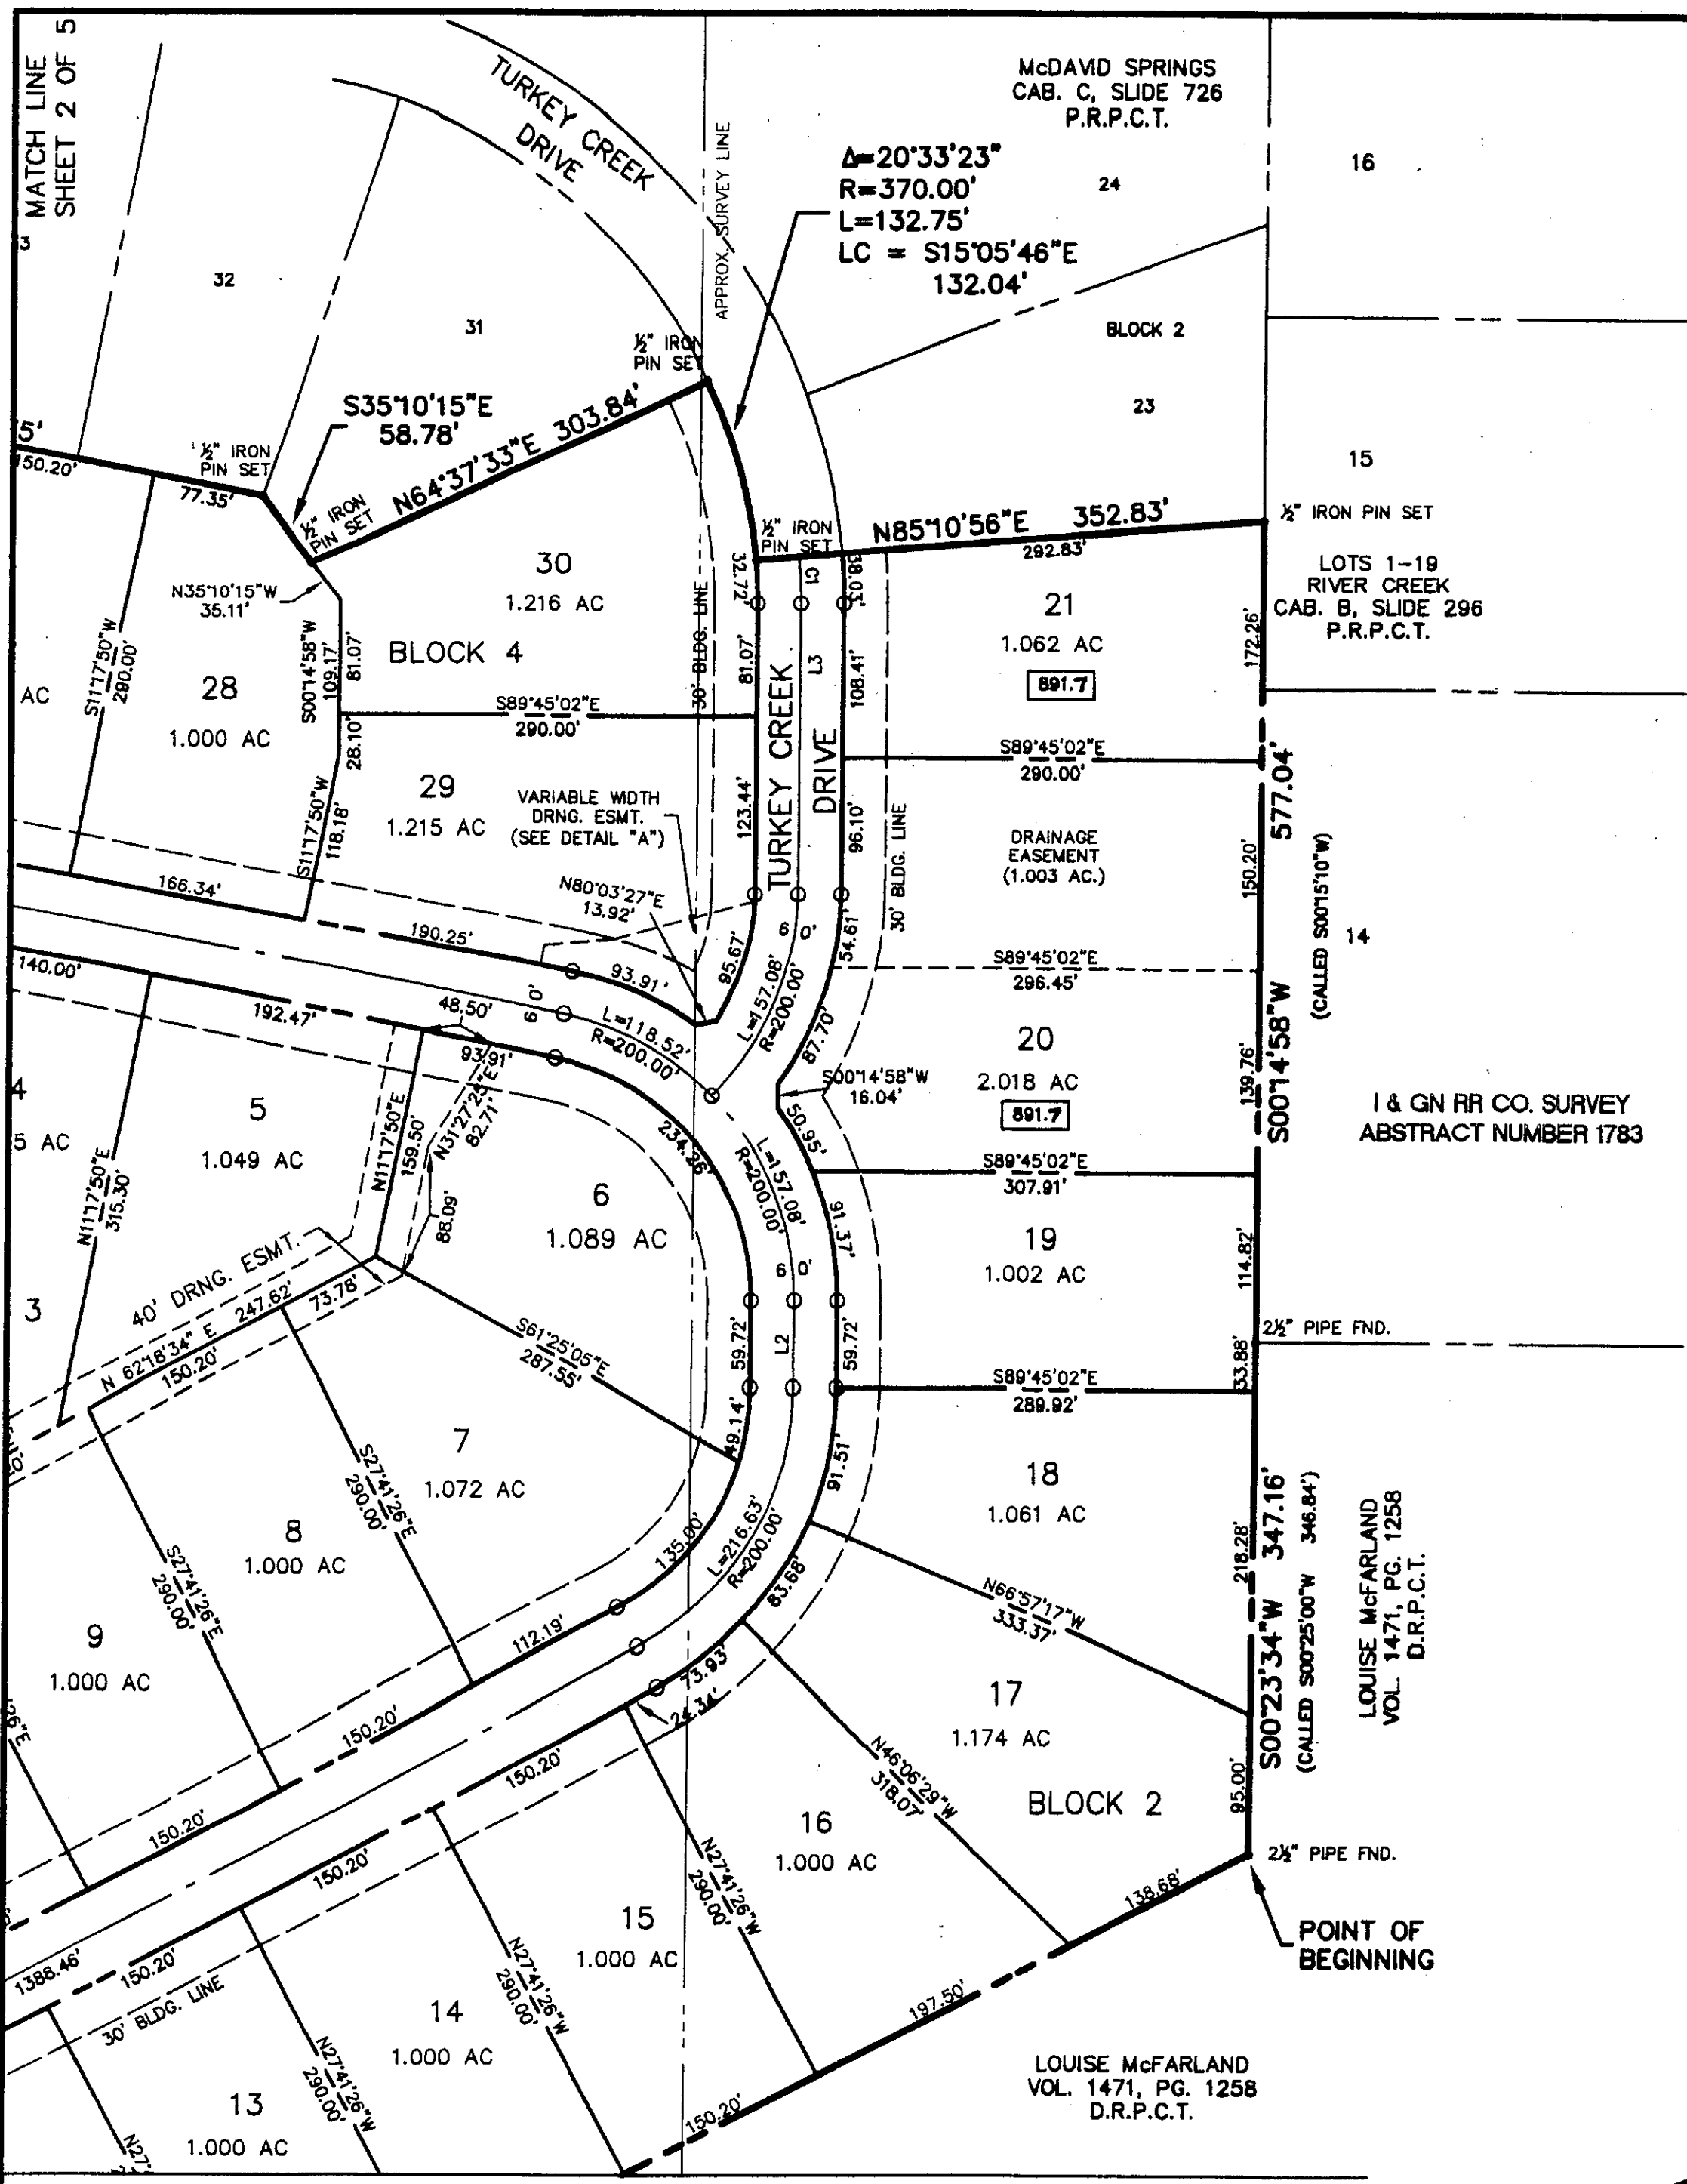 MATCH LINE
SHEET 2 OF 5
TURKEY CREEK
DRIVE
APPROX. SURVEY LINE
McDAVID SPRINGS
CAB. C, SLIDE 726
P.R.P.C.T.
Δ=20°33'23"
R=370.00'
L=132.75'
LC = S15°05'46"E
132.04'
24
16
3
32
31
½" IRON
PIN SET
BLOCK 2
23
15
S35°10'15"E
58.78'
N64°37'33"E 303.84'
5'
150.20'
½" IRON
PIN SET
77.35'
½" IRON
PIN SET
½" IRON
PIN SET
N85°10'56"E 352.83'
292.83'
½" IRON PIN SET
LOTS 1-19
RIVER CREEK
CAB. B, SLIDE 296
P.R.P.C.T.
N35°10'15"W
35.11'
30
1.216 AC
BLOCK 4
32.72'
C1
38.03'
21
1.062 AC
891.7
172.26'
S11°17'50"W
290.00'
AC
28
1.000 AC
S00°14'58"W
109.17'
81.07'
28.10'
S89°45'02"E
290.00'
30' BLDG. LINE
81.07'
TURKEY CREEK
DRIVE
L3
108.41'
S89°45'02"E
290.00'
577.04'
29
1.215 AC
S11°17'50"W
118.18'
VARIABLE WIDTH
DRNG. ESMT.
(SEE DETAIL "A")
123.44'
96.10'
30' BLDG. LINE
DRAINAGE
EASEMENT
(1.003 AC.)
150.20'
(CALLED S00°15'10"W)
14
166.34'
190.25'
N80°03'27"E
13.92'
95.67'
60'
54.61'
S89°45'02"E
296.45'
93.91'
140.00'
192.47'
48.50'
60'
L=118.52'
R=200.00'
L=157.08'
R=200.00'
87.70'
93.91'
S00°14'58"W
16.04'
20
2.018 AC
891.7
139.76'
S00°14'58"W
I & GN RR CO. SURVEY
ABSTRACT NUMBER 1783
4
5 AC
5
1.049 AC
N11°17'50"E
315.30'
N11°17'50"E
159.50'
N31°27'25"E
82.71'
88.09'
234.26'
50.95'
L=157.08'
R=200.00'
S89°45'02"E
307.91'
6
1.089 AC
91.37'
19
1.002 AC
114.82'
3
40' DRNG. ESMT.
247.62'
73.78'
N 62°18'34" E
150.20'
60'
S61°25'05"E
287.55'
59.72'
L2
59.72'
2½" PIPE FND.
33.88'
S89°45'02"E
289.92'
49.14'
91.51'
7
1.072 AC
S27°41'26"E
290.00'
18
1.061 AC
218.28'
S00°23'34"W 347.16'
(CALLED S00°25'00"W 346.84')
LOUISE McFARLAND
VOL. 1471, PG. 1258
D.R.P.C.T.
8
1.000 AC
S27°41'26"E
290.00'
135.00'
L=216.63'
R=200.00'
83.68'
N66°57'17"W
333.37'
9
1.000 AC
112.19'
73.93'
24.34'
17
1.174 AC
150.20'
150.20'
N46°06'29"W
318.07'
BLOCK 2
95.00'
2½" PIPE FND.
150.20'
150.20'
16
1.000 AC
138.68'
POINT OF
BEGINNING
N27°41'26"W
290.00'
15
1.000 AC
1388.46'
150.20'
30' BLDG. LINE
N27°41'26"W
290.00'
197.50'
14
1.000 AC
N27°41'26"W
290.00'
13
1.000 AC
150.20'
LOUISE McFARLAND
VOL. 1471, PG. 1258
D.R.P.C.T.